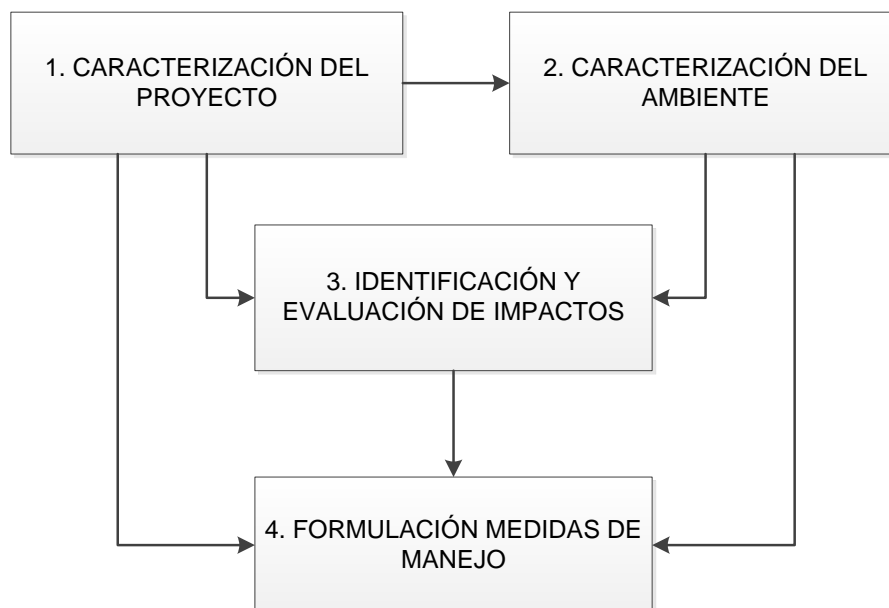 1. CARACTERIZACIÓN DEL
PROYECTO
2. CARACTERIZACIÓN DEL
AMBIENTE
3. IDENTIFICACIÓN Y
EVALUACIÓN DE IMPACTOS
4. FORMULACIÓN MEDIDAS DE
MANEJO